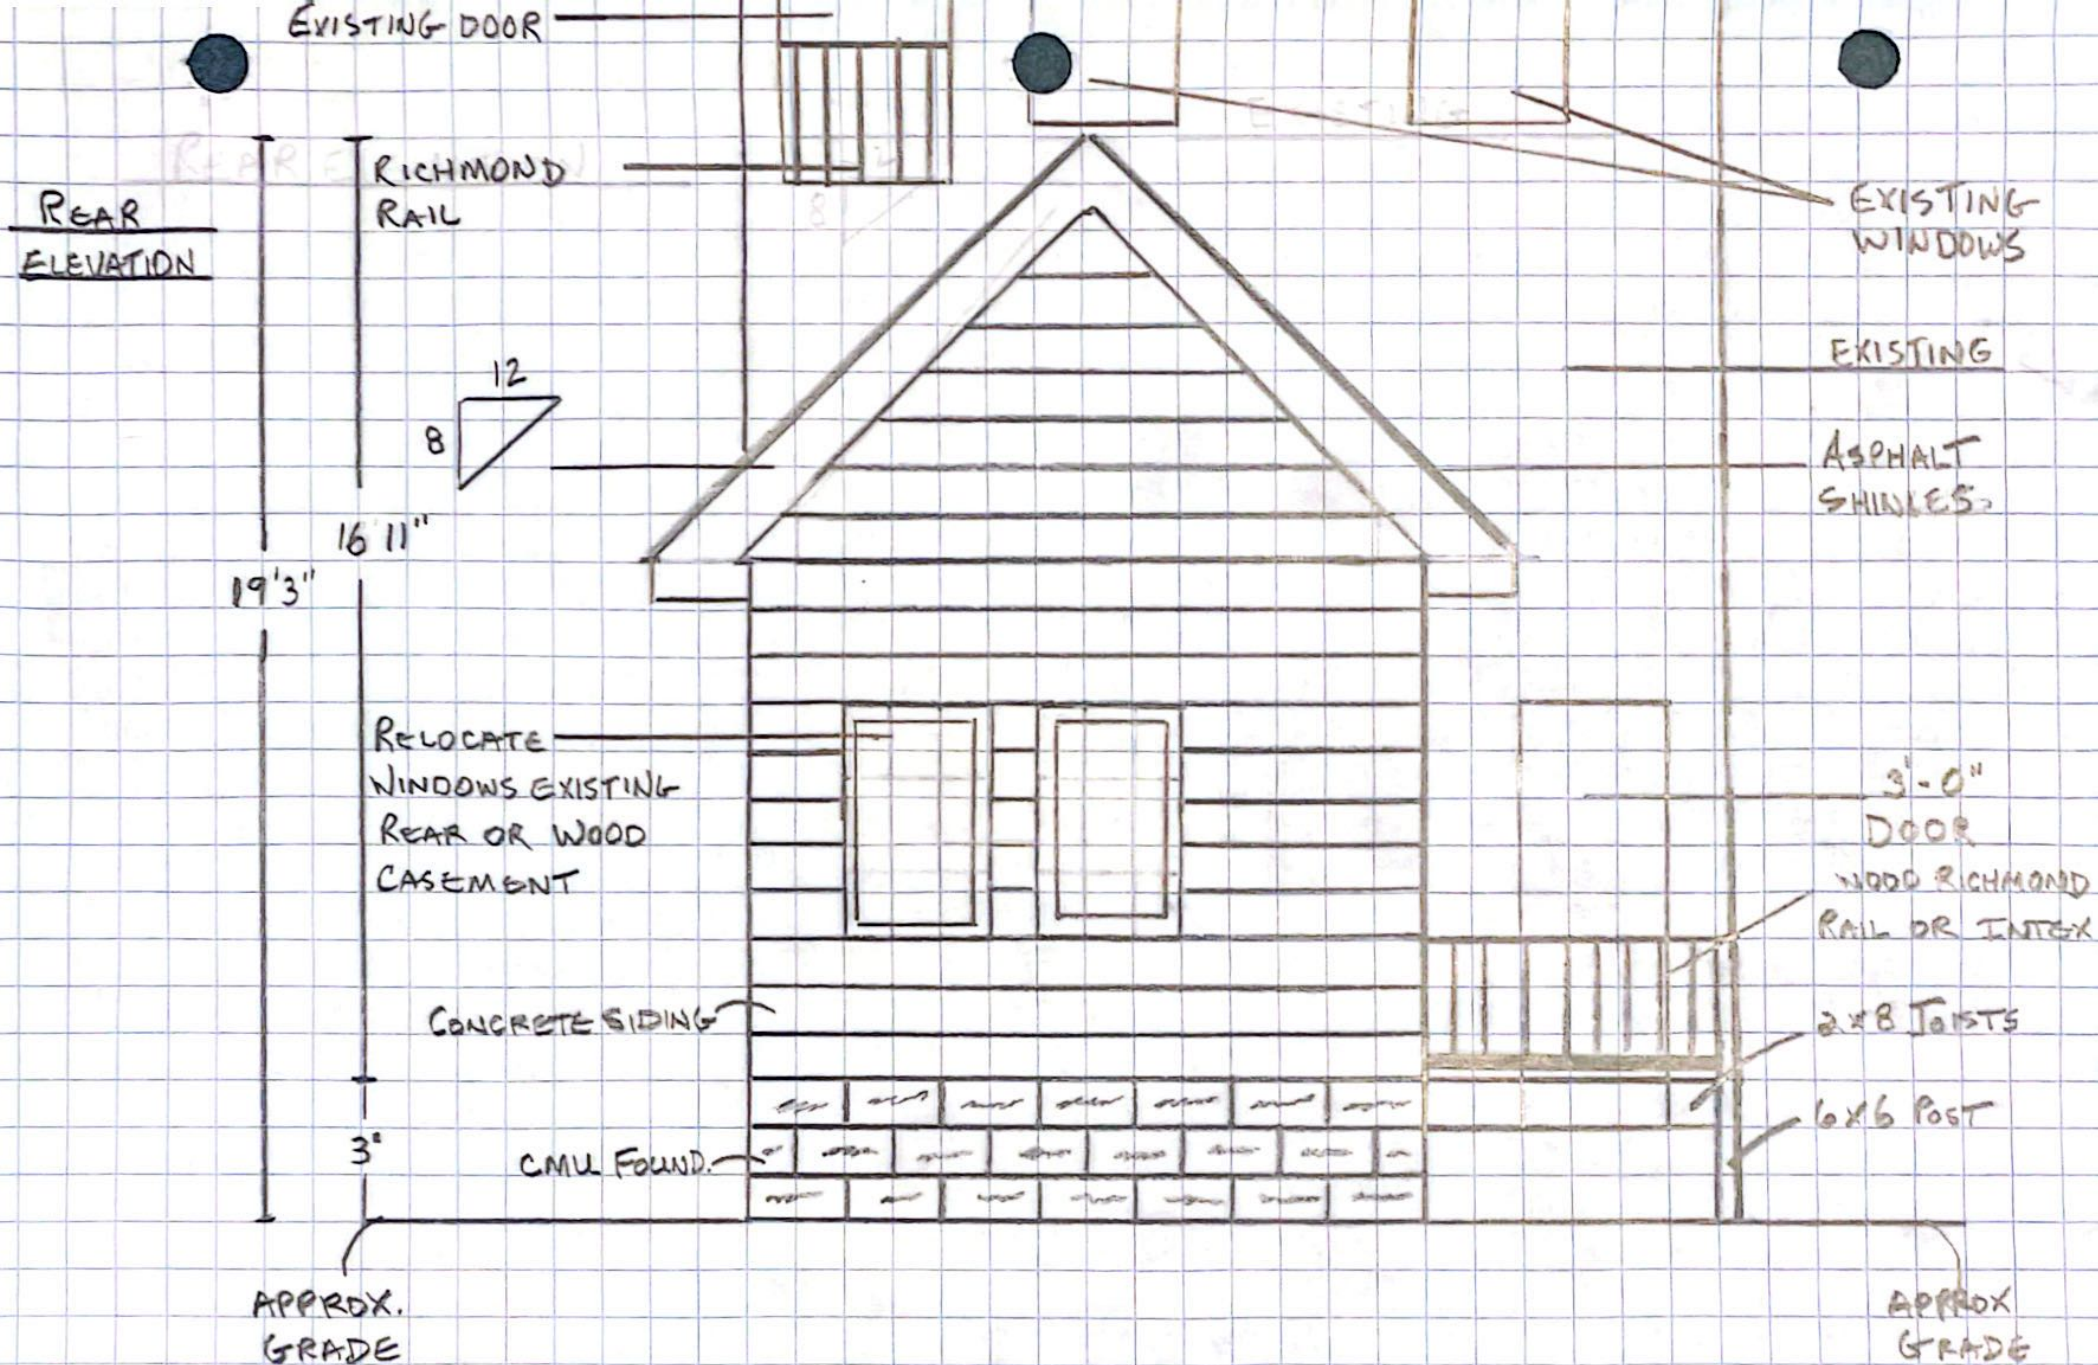 EXISTING DOOR
RICHMOND
RAIL
REAR
ELEVATION
EXISTING
WINDOWS
12
8
EXISTING
ASPHALT
SHINLES
16 11"
19'3"
RELOCATE
WINDOWS EXISTING
REAR OR WOOD
CASEMENT
3'-0"
DOOR
WOOD RICHMOND
RAIL OR INTEX
CONCRETE SIDING
2x8 JOISTS
6x6 POST
3'
CMU FOUND.
APPROX.
GRADE
APPROX
GRADE